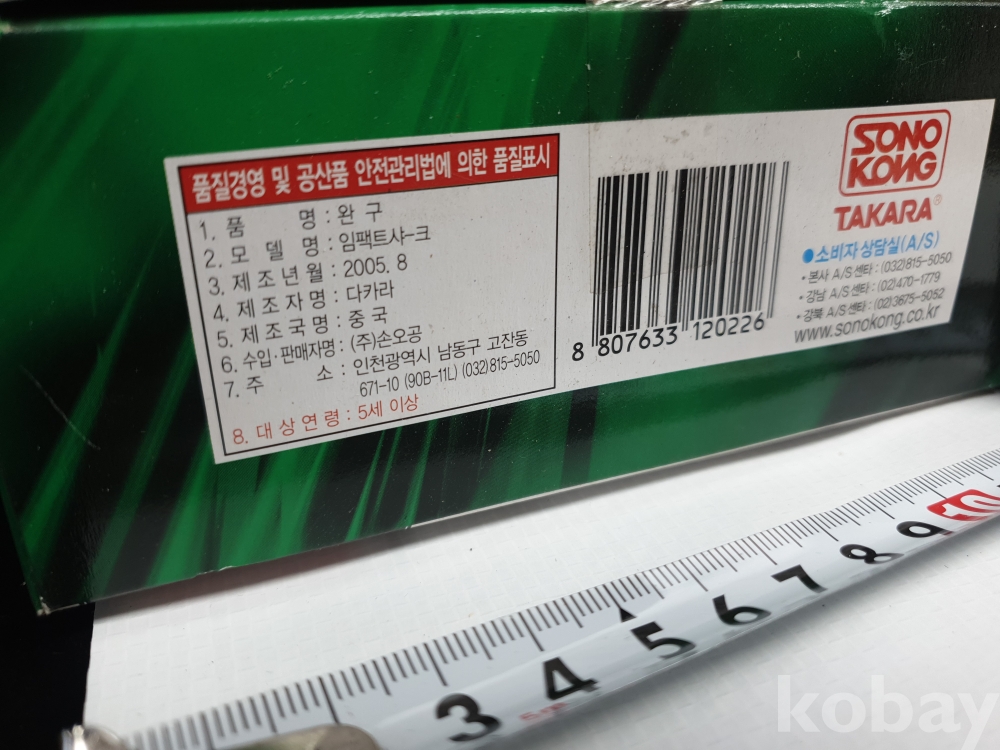 품질경영 및 공산품 안전관리법에 의한 품질표시
1. 품 명 : 완 구
2. 모 델 명 : 임팩트샤-크
3. 제 조 년 월 : 2005. 8
4. 제 조 자 명 : 다카라
5. 제 조 국 명 : 중 국
6. 수입·판매자명 : (주)손오공
7. 주 소 : 인천광역시 남동구 고잔동
671-10 (90B-11L) (032)815-5050
8. 대 상 연 령 : 5세 이상
8 807633 120226
SONO
KONG
TAKARA®
●소비자 상담실(A/S)
• 본사 A/S 센타 : (032)815-5050
• 강남 A/S 센타 : (02)470-1779
• 강북 A/S 센타 : (02)3675-5052
www.sonokong.co.kr
3 4 5 6 7 8 9 10
kobay